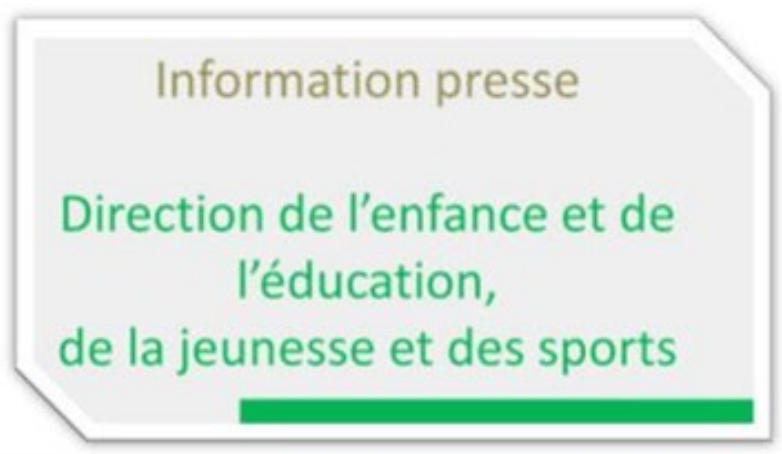 Information presse
Direction de l’enfance et de
l’éducation,
de la jeunesse et des sports